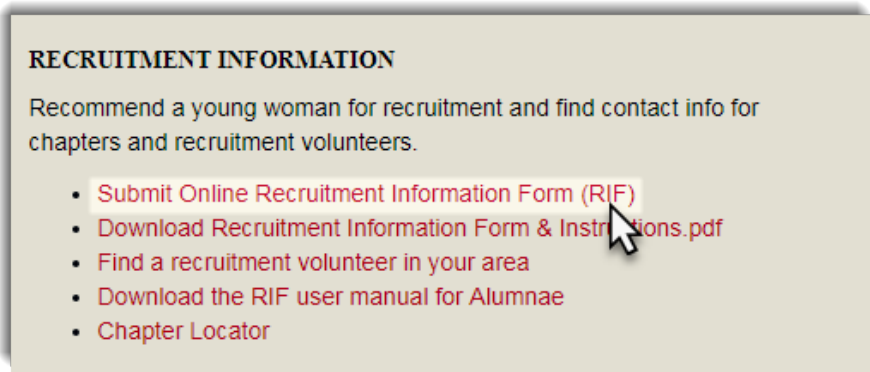 RECRUITMENT INFORMATION
Recommend a young woman for recruitment and find contact info for
chapters and recruitment volunteers.
• Submit Online Recruitment Information Form (RIF)
• Download Recruitment Information Form & Instructions.pdf
• Find a recruitment volunteer in your area
• Download the RIF user manual for Alumnae
• Chapter Locator